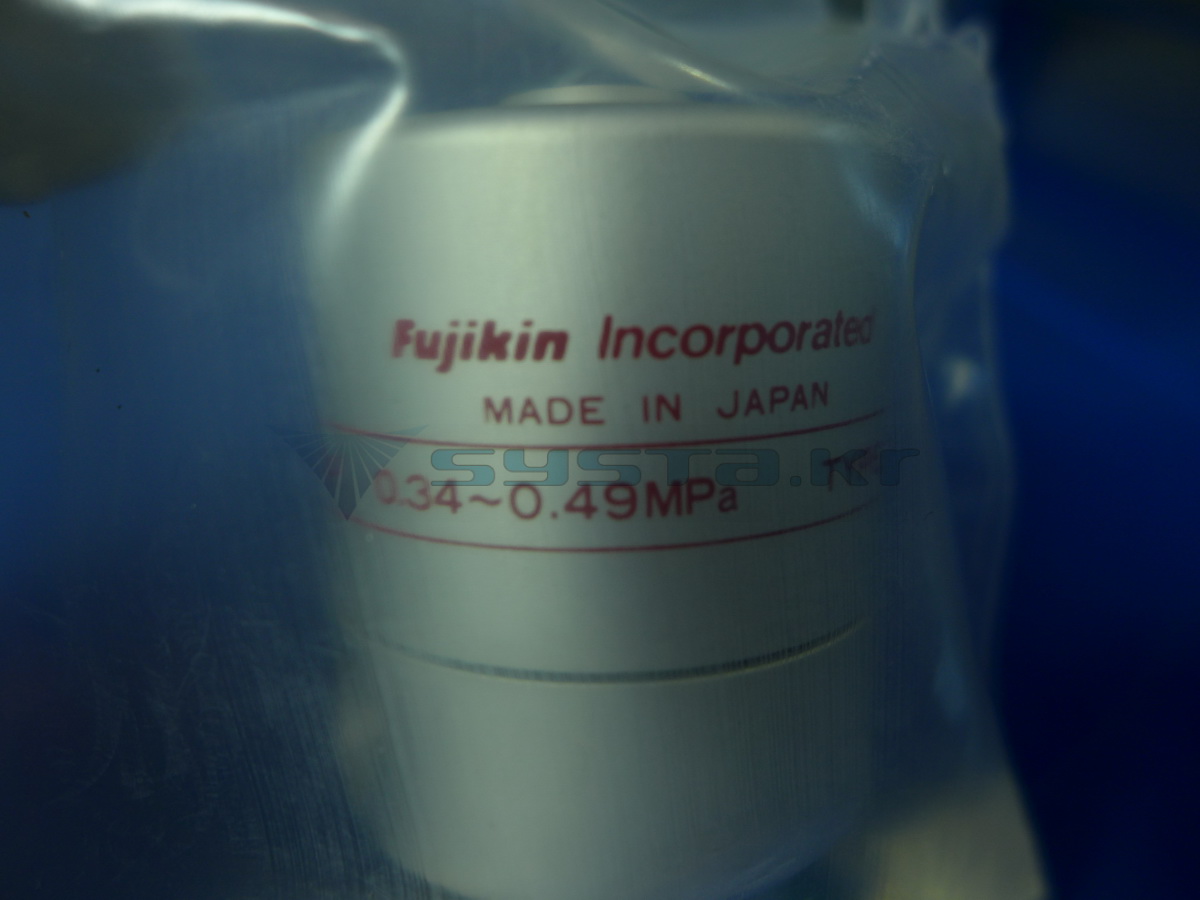 Fujikin Incorporated
MADE IN JAPAN
0.34~0.49MPa
systa.kr